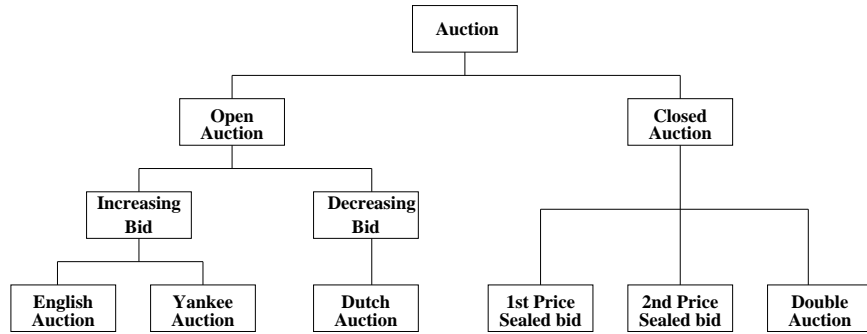 Auction
Open
Auction
Closed
Auction
Increasing
Bid
Decreasing
Bid
English
Auction
Yankee
Auction
Dutch
Auction
1st Price
Sealed bid
2nd Price
Sealed bid
Double
Auction